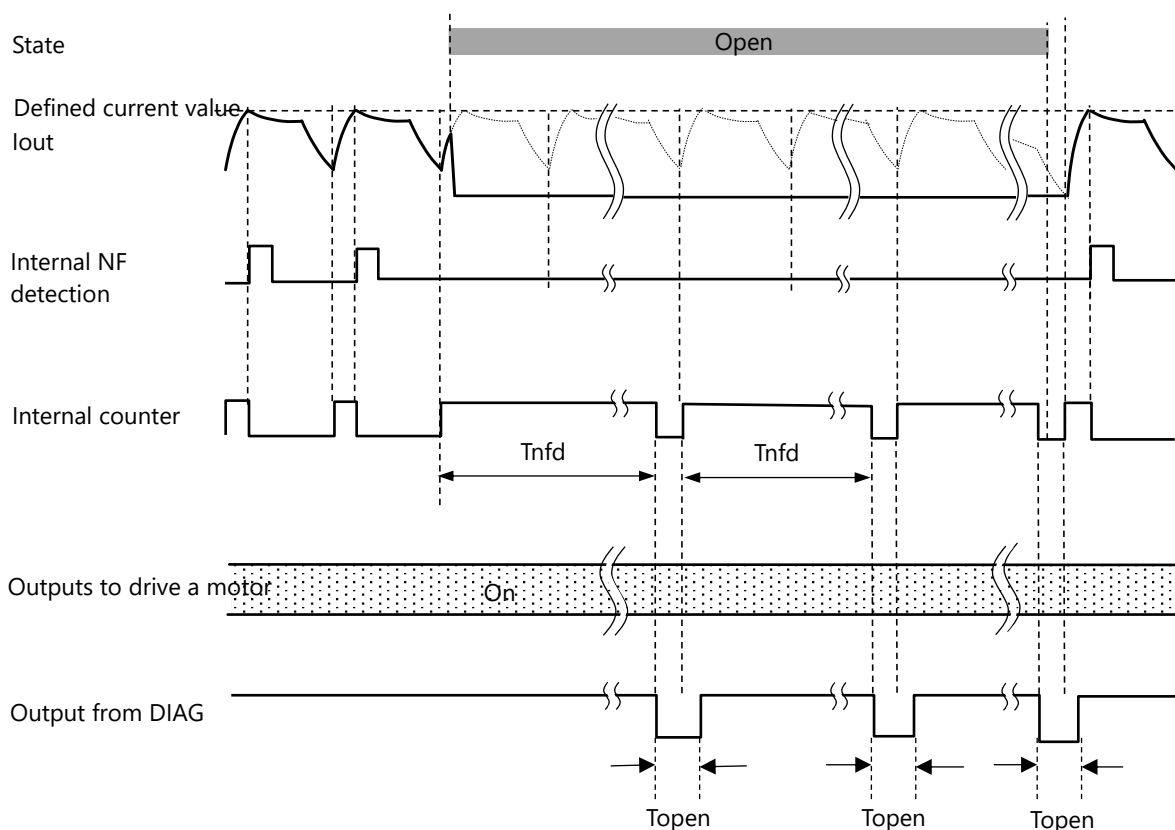 State
Open
Defined current value
Iout
Internal NF
detection
Internal counter
Tnfd
Tnfd
Outputs to drive a motor
On
Output from DIAG
Topen
Topen
Topen